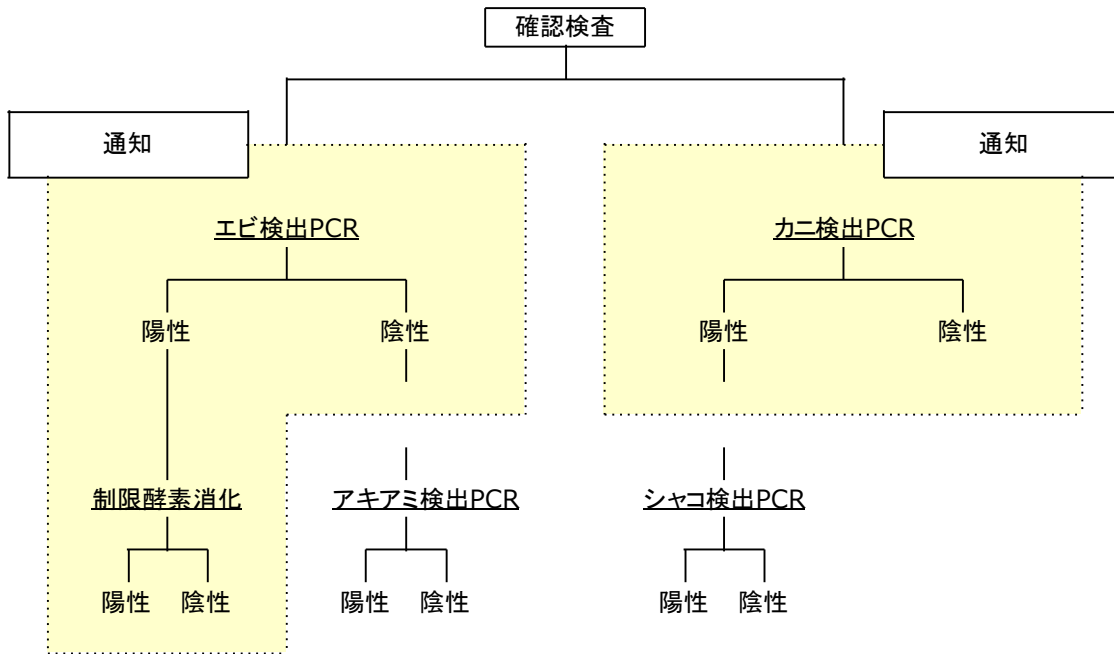 確認検査
通知
通知
エビ検出PCR
カニ検出PCR
陽性
陰性
陽性
陰性
制限酵素消化
アキアミ検出PCR
シャコ検出PCR
陽性
陰性
陽性
陰性
陽性
陰性